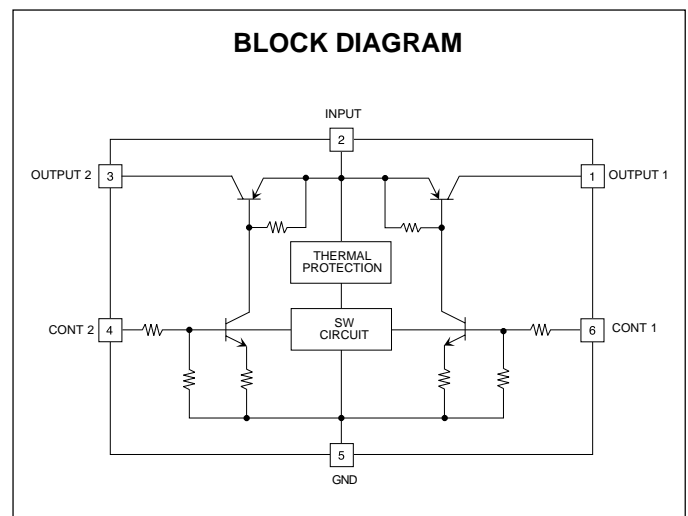 BLOCK DIAGRAM
INPUT
2
OUTPUT 2
3
1
OUTPUT 1
THERMAL
PROTECTION
CONT 2
4
SW
CIRCUIT
6
CONT 1
5
GND